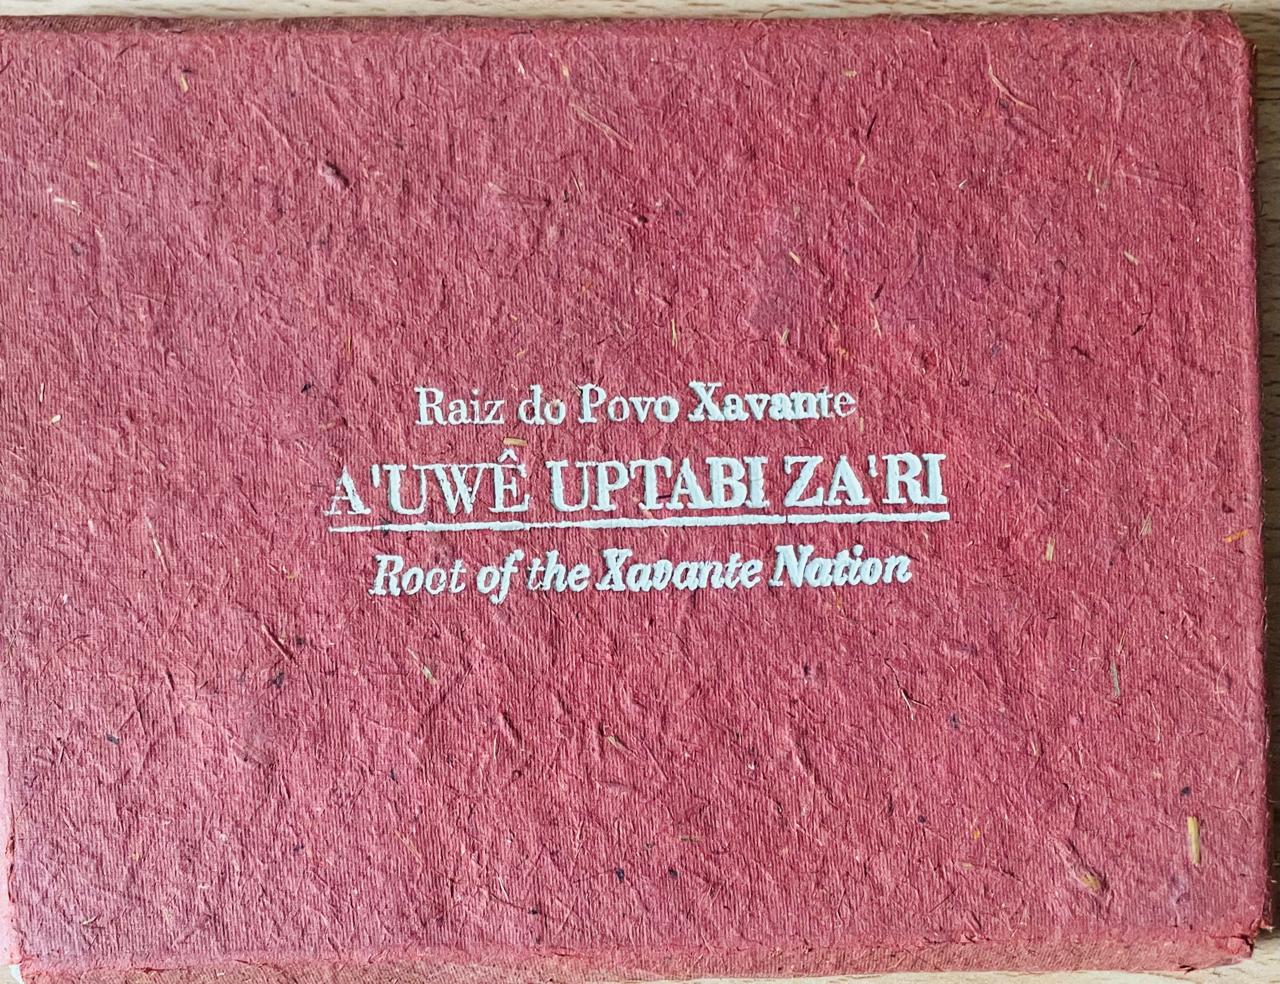 Raiz do Povo Xavante
A'UWÊ UPTABI ZA'RI
Root of the Xavante Nation